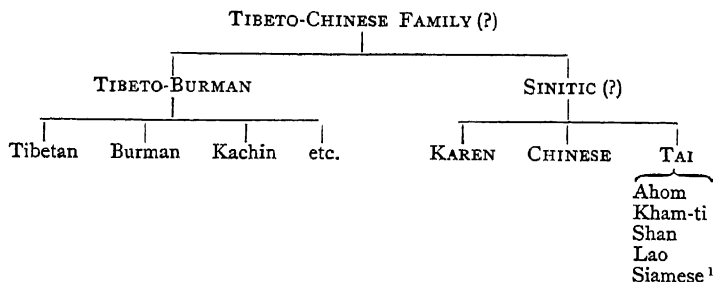 TIBETO-CHINESE FAMILY (?)
TIBETO-BURMAN SINITIC (?)
Tibetan Burman Kachin etc. KAREN CHINESE TAI
Ahom
Kham-ti
Shan
Lao
Siamese ¹